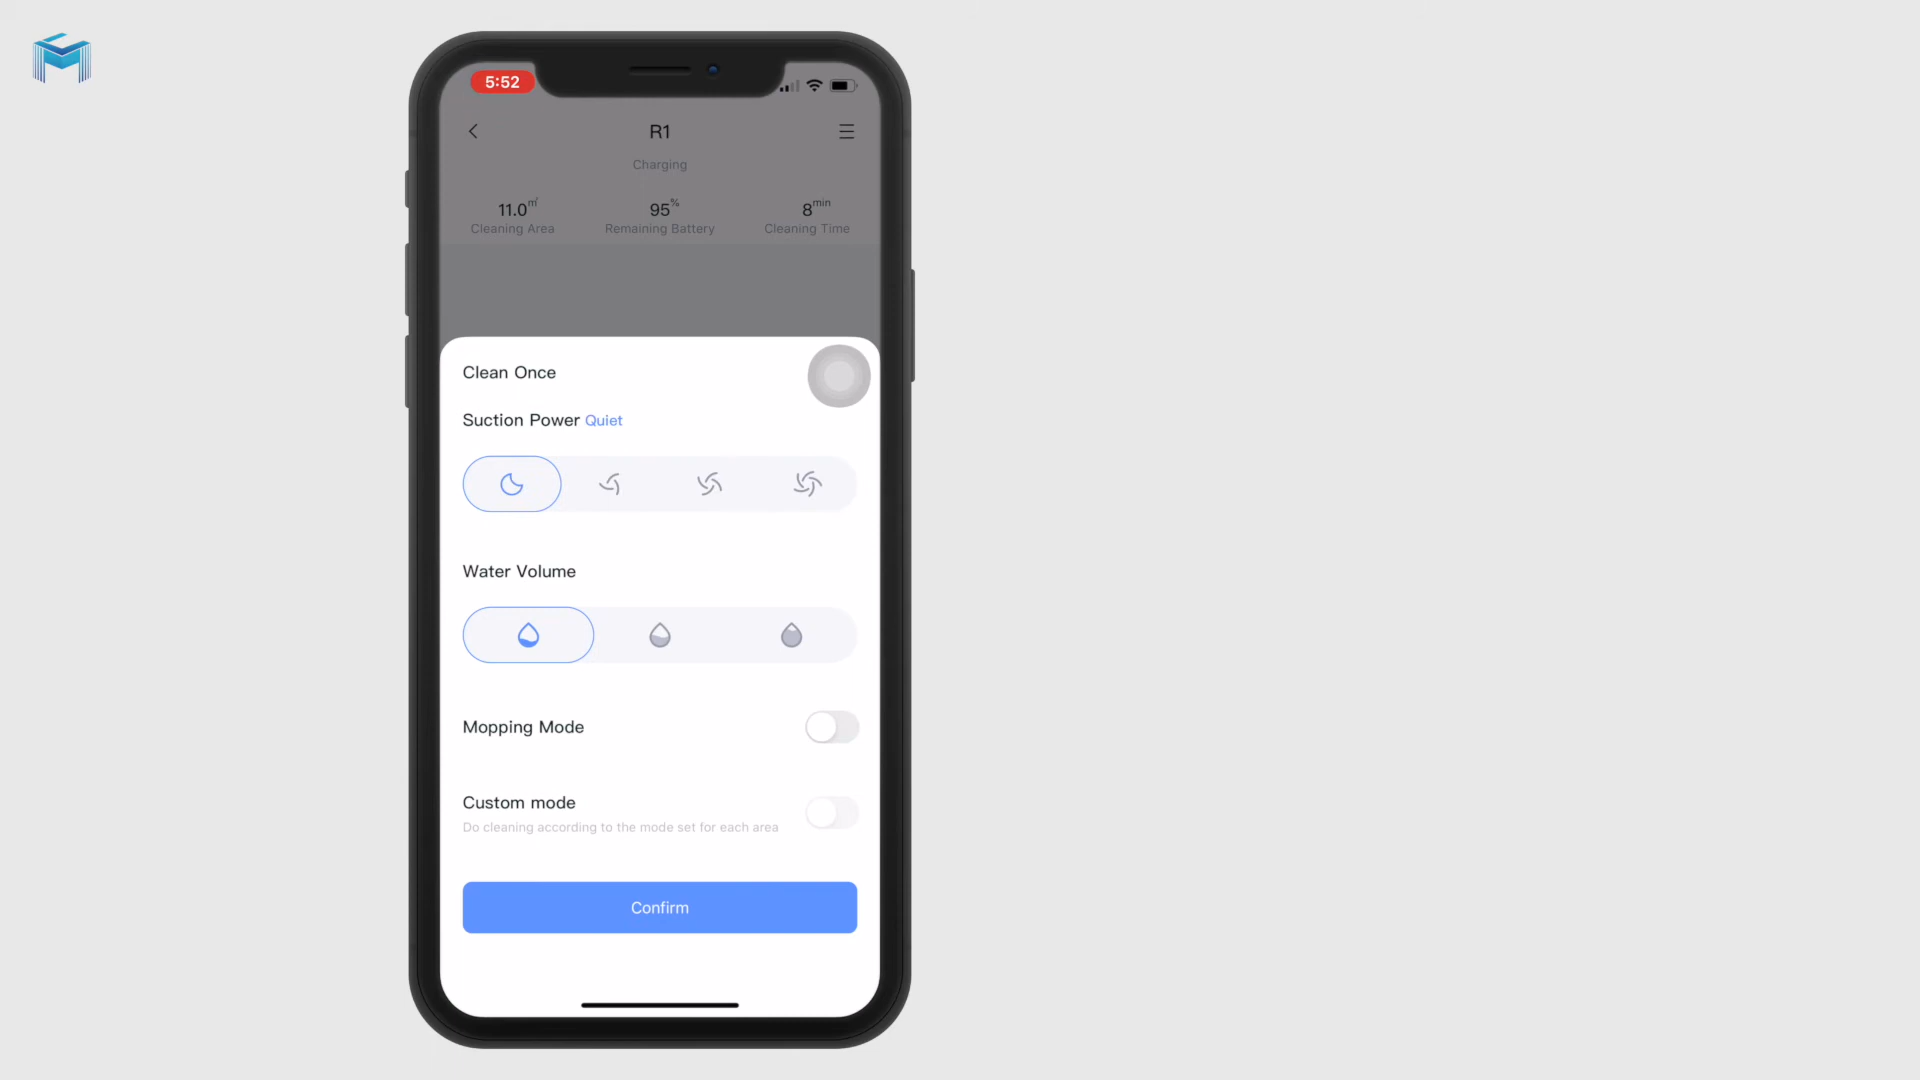 5:52
R1
Charging
11.0㎡ 95% 8min
Cleaning Area Remaining Battery Cleaning Time
Clean Once
Suction Power Quiet
Water Volume
Mopping Mode
Custom mode
Do cleaning according to the mode set for each area
Confirm